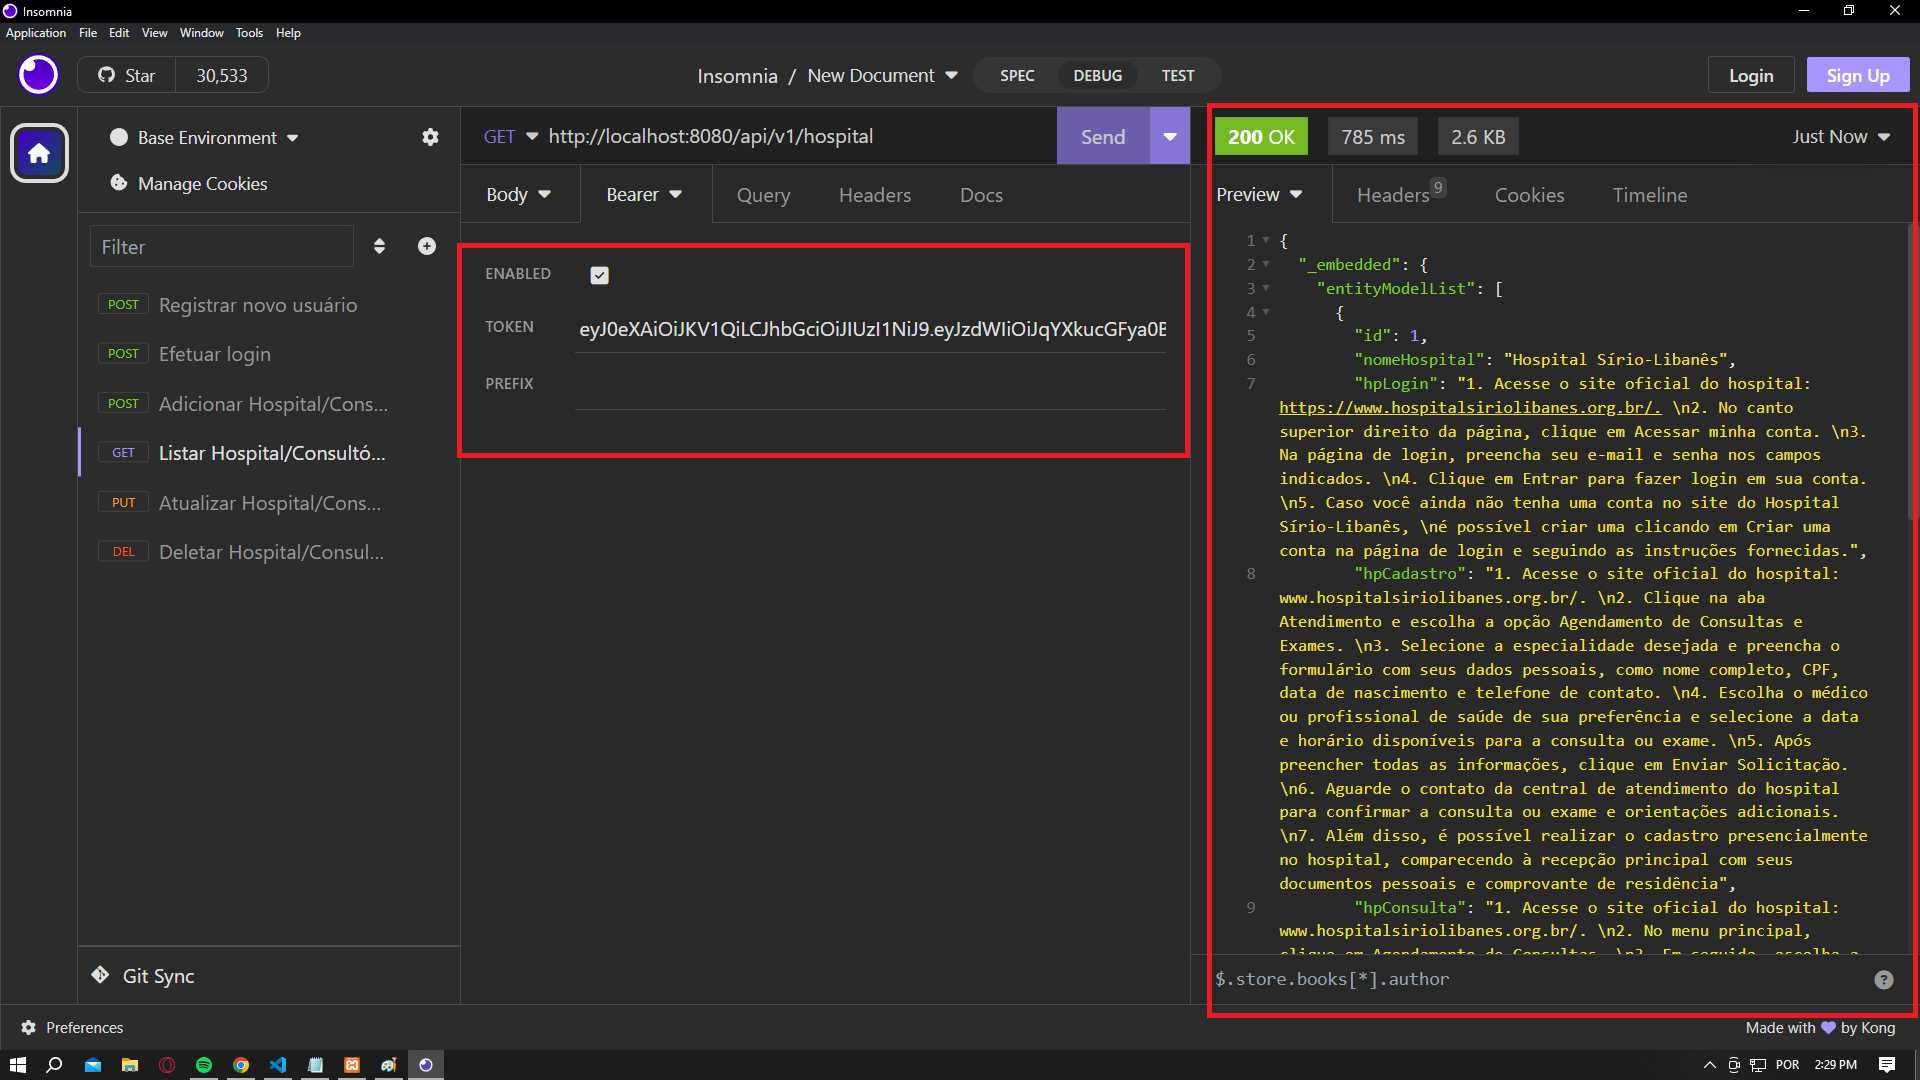 Insomnia
Application File Edit View Window Tools Help
Star 30,533
Insomnia / New Document
SPEC DEBUG TEST
Login Sign Up
Base Environment
Manage Cookies
Filter
POST Registrar novo usuário
POST Efetuar login
POST Adicionar Hospital/Cons...
GET Listar Hospital/Consultó...
PUT Atualizar Hospital/Cons...
DEL Deletar Hospital/Consul...
Git Sync
Preferences
GET http://localhost:8080/api/v1/hospital Send
Body Bearer Query Headers Docs
ENABLED
TOKEN eyJ0eXAiOiJKV1QiLCJhbGciOiJIUzI1NiJ9.eyJzdWIiOiJqYXkucGFya0B
PREFIX
200 OK 785 ms 2.6 KB Just Now
Preview Headers 9 Cookies Timeline
1 {
2 "_embedded": {
3 "entityModelList": [
4 {
5 "id": 1,
6 "nomeHospital": "Hospital Sírio-Libanês",
7 "hpLogin": "1. Acesse o site oficial do hospital:
https://www.hospitalsiriolibanes.org.br/. \n2. No canto
superior direito da página, clique em Acessar minha conta. \n3.
Na página de login, preencha seu e-mail e senha nos campos
indicados. \n4. Clique em Entrar para fazer login em sua conta.
\n5. Caso você ainda não tenha uma conta no site do Hospital
Sírio-Libanês, \né possível criar uma clicando em Criar uma
conta na página de login e seguindo as instruções fornecidas.",
8 "hpCadastro": "1. Acesse o site oficial do hospital:
www.hospitalsiriolibanes.org.br/. \n2. Clique na aba
Atendimento e escolha a opção Agendamento de Consultas e
Exames. \n3. Selecione a especialidade desejada e preencha o
formulário com seus dados pessoais, como nome completo, CPF,
data de nascimento e telefone de contato. \n4. Escolha o médico
ou profissional de saúde de sua preferência e selecione a data
e horário disponíveis para a consulta ou exame. \n5. Após
preencher todas as informações, clique em Enviar Solicitação.
\n6. Aguarde o contato da central de atendimento do hospital
para confirmar a consulta ou exame e orientações adicionais.
\n7. Além disso, é possível realizar o cadastro presencialmente
no hospital, comparecendo à recepção principal com seus
documentos pessoais e comprovante de residência",
9 "hpConsulta": "1. Acesse o site oficial do hospital:
www.hospitalsiriolibanes.org.br/. \n2. No menu principal,
clique em Agendamento de Consultas. \n3. Em seguida, escolha a
$.store.books[*].author
Made with by Kong
POR 2:29 PM